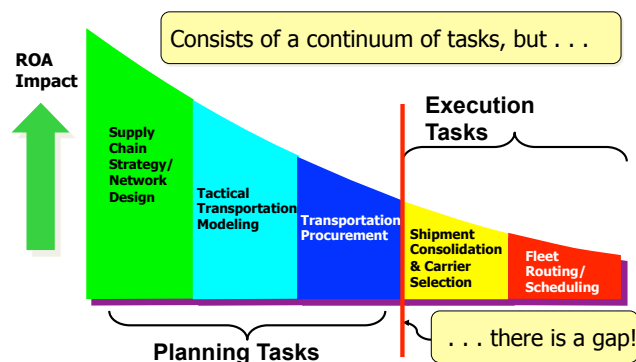 Consists of a continuum of tasks, but . . .
ROA
Impact
Execution
Tasks
Supply
Chain
Strategy/
Network
Design
Tactical
Transportation
Modeling
Transportation
Procurement
Shipment
Consolidation
& Carrier
Selection
Fleet
Routing/
Scheduling
Planning Tasks
. . . there is a gap!